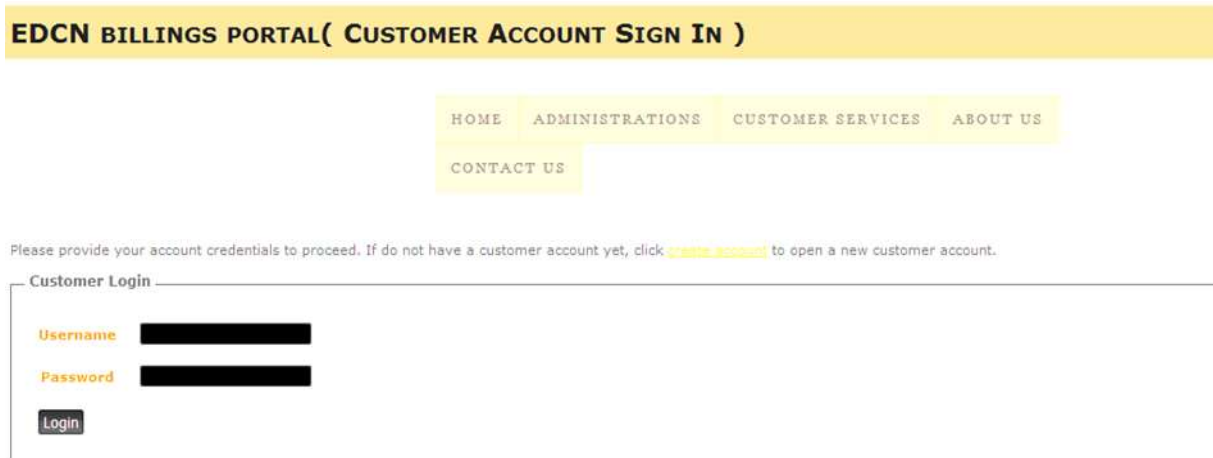 EDCN BILLINGS PORTAL( CUSTOMER ACCOUNT SIGN IN )
HOME ADMINISTRATIONS CUSTOMER SERVICES ABOUT US
CONTACT US
Please provide your account credentials to proceed. If do not have a customer account yet, click create account to open a new customer account.
Customer Login
Username
Password
Login